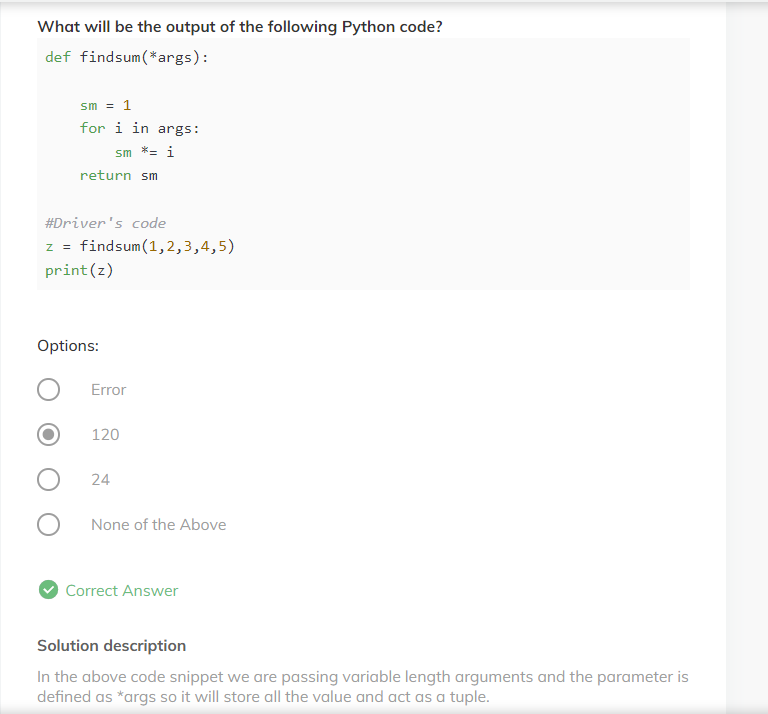 What will be the output of the following Python code?
def findsum(*args):
sm = 1
for i in args:
sm *= i
return sm
#Driver's code
z = findsum(1,2,3,4,5)
print(z)
Options:
Error
120
24
None of the Above
Correct Answer
Solution description
In the above code snippet we are passing variable length arguments and the parameter is
defined as *args so it will store all the value and act as a tuple.